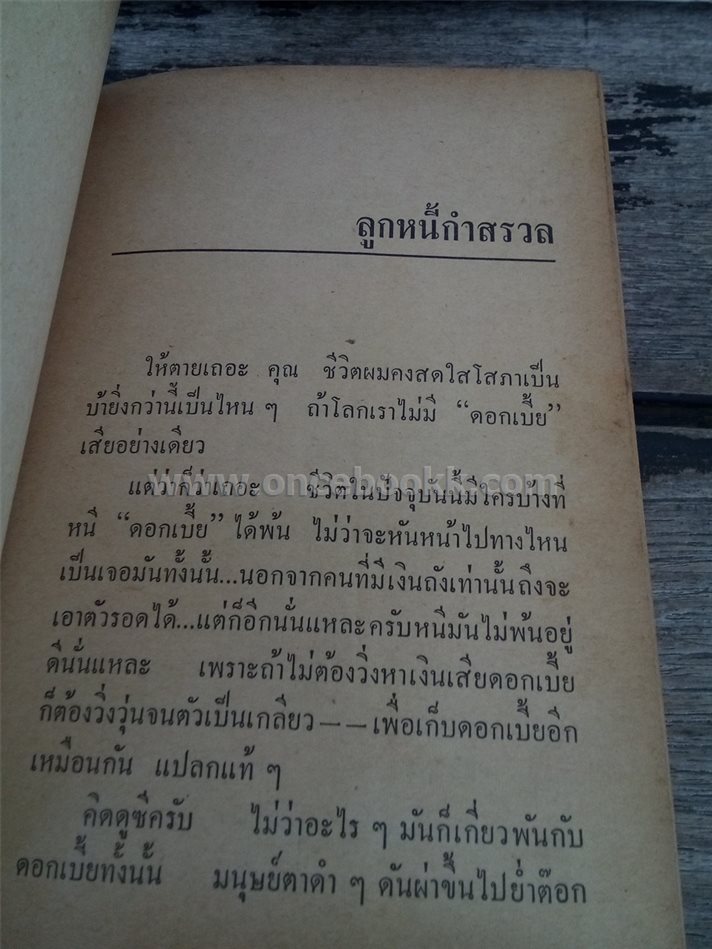 ลูกหนี้กำสรวล
ให้ตายเถอะ คุณ ชีวิตผมคงสดใสโสภาเป็น
บ้ายิ่งกว่านี้เป็นไหน ๆ ถ้าโลกเราไม่มี “ดอกเบี้ย”
เสียอย่างเดียว
แต่ว่าก็ว่าเถอะ ชีวิตในปัจจุบันนี้มีใครบ้างที่
หนี “ดอกเบี้ย” ได้พ้น ไม่ว่าจะหันหน้าไปทางไหน
เป็นเจอมันทั้งนั้น...นอกจากคนที่มีเงินถังเท่านั้นถึงจะ
เอาตัวรอดได้...แต่ก็อีกนั่นแหละครับหนีมันไม่พ้นอยู่
ดีนั่นแหละ เพราะถ้าไม่ต้องวิ่งหาเงินเสียดอกเบี้ย
ก็ต้องวิ่งวุ่นจนตัวเป็นเกลียว——เพื่อเก็บดอกเบี้ยอีก
เหมือนกัน แปลกแท้ ๆ
คิดดูซีครับ ไม่ว่าอะไร ๆ มันก็เกี่ยวพันกับ
ดอกเบี้ยทั้งนั้น มนุษย์ตาดำ ๆ ดันผ่าขึ้นไปย่ำต๊อก